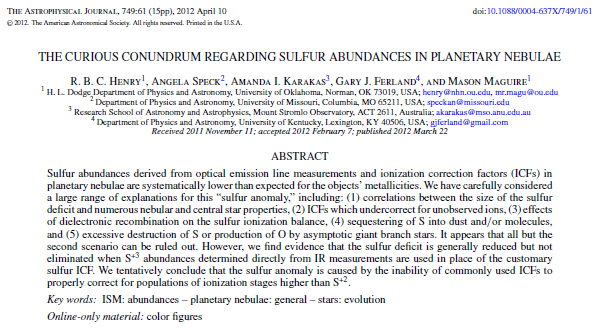 THE ASTROPHYSICAL JOURNAL, 749:61 (15pp), 2012 April 10 doi:10.1088/0004-637X/749/1/61
© 2012. The American Astronomical Society. All rights reserved. Printed in the U.S.A.
THE CURIOUS CONUNDRUM REGARDING SULFUR ABUNDANCES IN PLANETARY NEBULAE
R. B. C. HENRY1, ANGELA SPECK2, AMANDA I. KARAKAS3, GARY J. FERLAND4, AND MASON MAGUIRE1
1 H. L. Dodge Department of Physics and Astronomy, University of Oklahoma, Norman, OK 73019, USA; henry@nhn.ou.edu, mr.magu@ou.edu
2 Department of Physics and Astronomy, University of Missouri, Columbia, MO 65211, USA; speckan@missouri.edu
3 Research School of Astronomy and Astrophysics, Mount Stromlo Observatory, ACT 2611, Australia; akarakas@mso.anu.edu.au
4 Department of Physics and Astronomy, University of Kentucky, Lexington, KY 40506, USA; gjferland@gmail.com
Received 2011 November 11; accepted 2012 February 7; published 2012 March 22
ABSTRACT
Sulfur abundances derived from optical emission line measurements and ionization correction factors (ICFs) in
planetary nebulae are systematically lower than expected for the objects' metallicities. We have carefully considered
a large range of explanations for this "sulfur anomaly," including: (1) correlations between the size of the sulfur
deficit and numerous nebular and central star properties, (2) ICFs which undercorrect for unobserved ions, (3) effects
of dielectronic recombination on the sulfur ionization balance, (4) sequestering of S into dust and/or molecules,
and (5) excessive destruction of S or production of O by asymptotic giant branch stars. It appears that all but the
second scenario can be ruled out. However, we find evidence that the sulfur deficit is generally reduced but not
eliminated when S+3 abundances determined directly from IR measurements are used in place of the customary
sulfur ICF. We tentatively conclude that the sulfur anomaly is caused by the inability of commonly used ICFs to
properly correct for populations of ionization stages higher than S+2.
Key words: ISM: abundances – planetary nebulae: general – stars: evolution
Online-only material: color figures